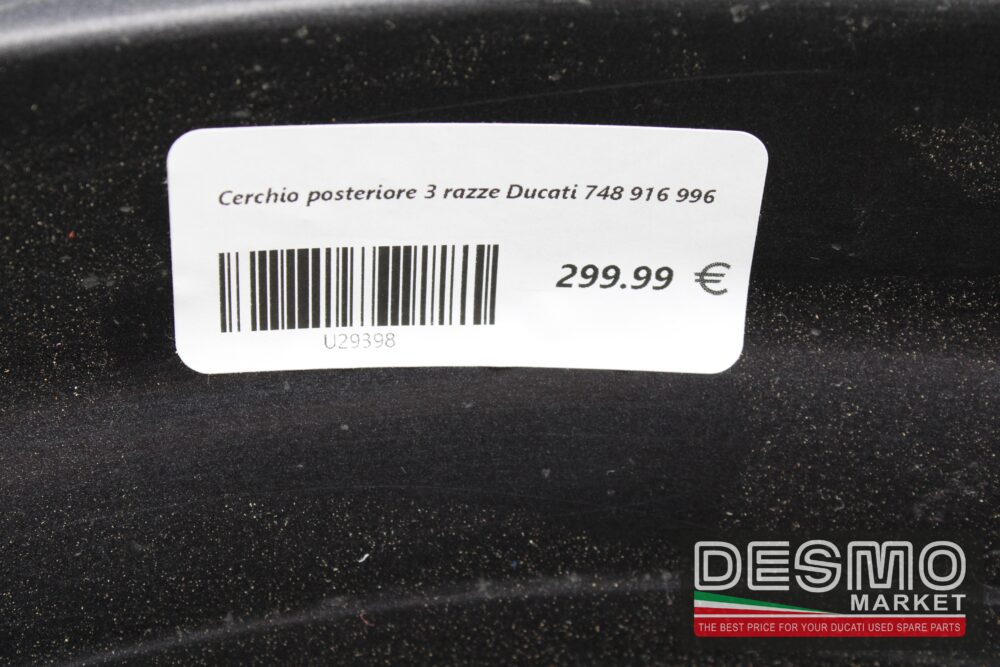 Cerchio posteriore 3 razze Ducati 748 916 996
299.99 €
U29398
DESMO
MARKET
THE BEST PRICE FOR YOUR DUCATI USED SPARE PARTS